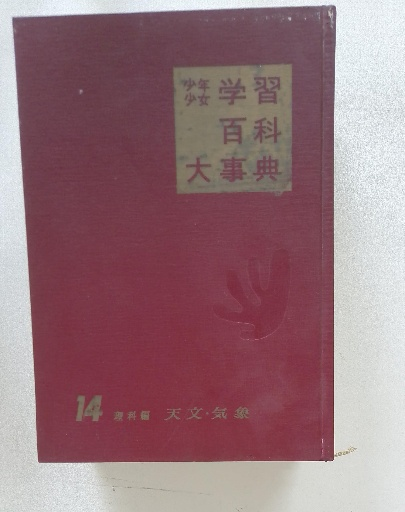 少年少女 学習
百科
大事典
14 理科編 天文・気象